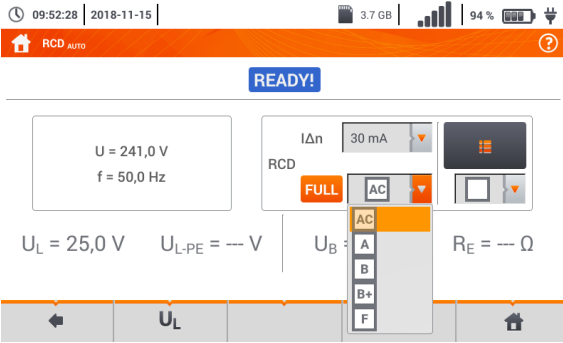 09:52:28 2018-11-15 3.7 GB 94 %
RCD AUTO ?
READY!
U = 241,0 V
f = 50,0 Hz
IΔn 30 mA
RCD
FULL AC
AC
A
B
B+
F
UL = 25,0 V UL-PE = --- V UB = RE = --- Ω
UL